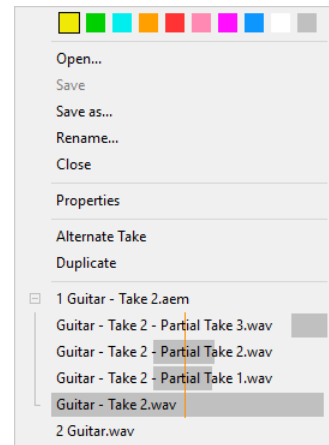 Open...
Save
Save as...
Rename...
Close
Properties
Alternate Take
Duplicate
1 Guitar - Take 2.aem
Guitar - Take 2 - Partial Take 3.wav
Guitar - Take 2 - Partial Take 2.wav
Guitar - Take 2 - Partial Take 1.wav
Guitar - Take 2.wav
2 Guitar.wav